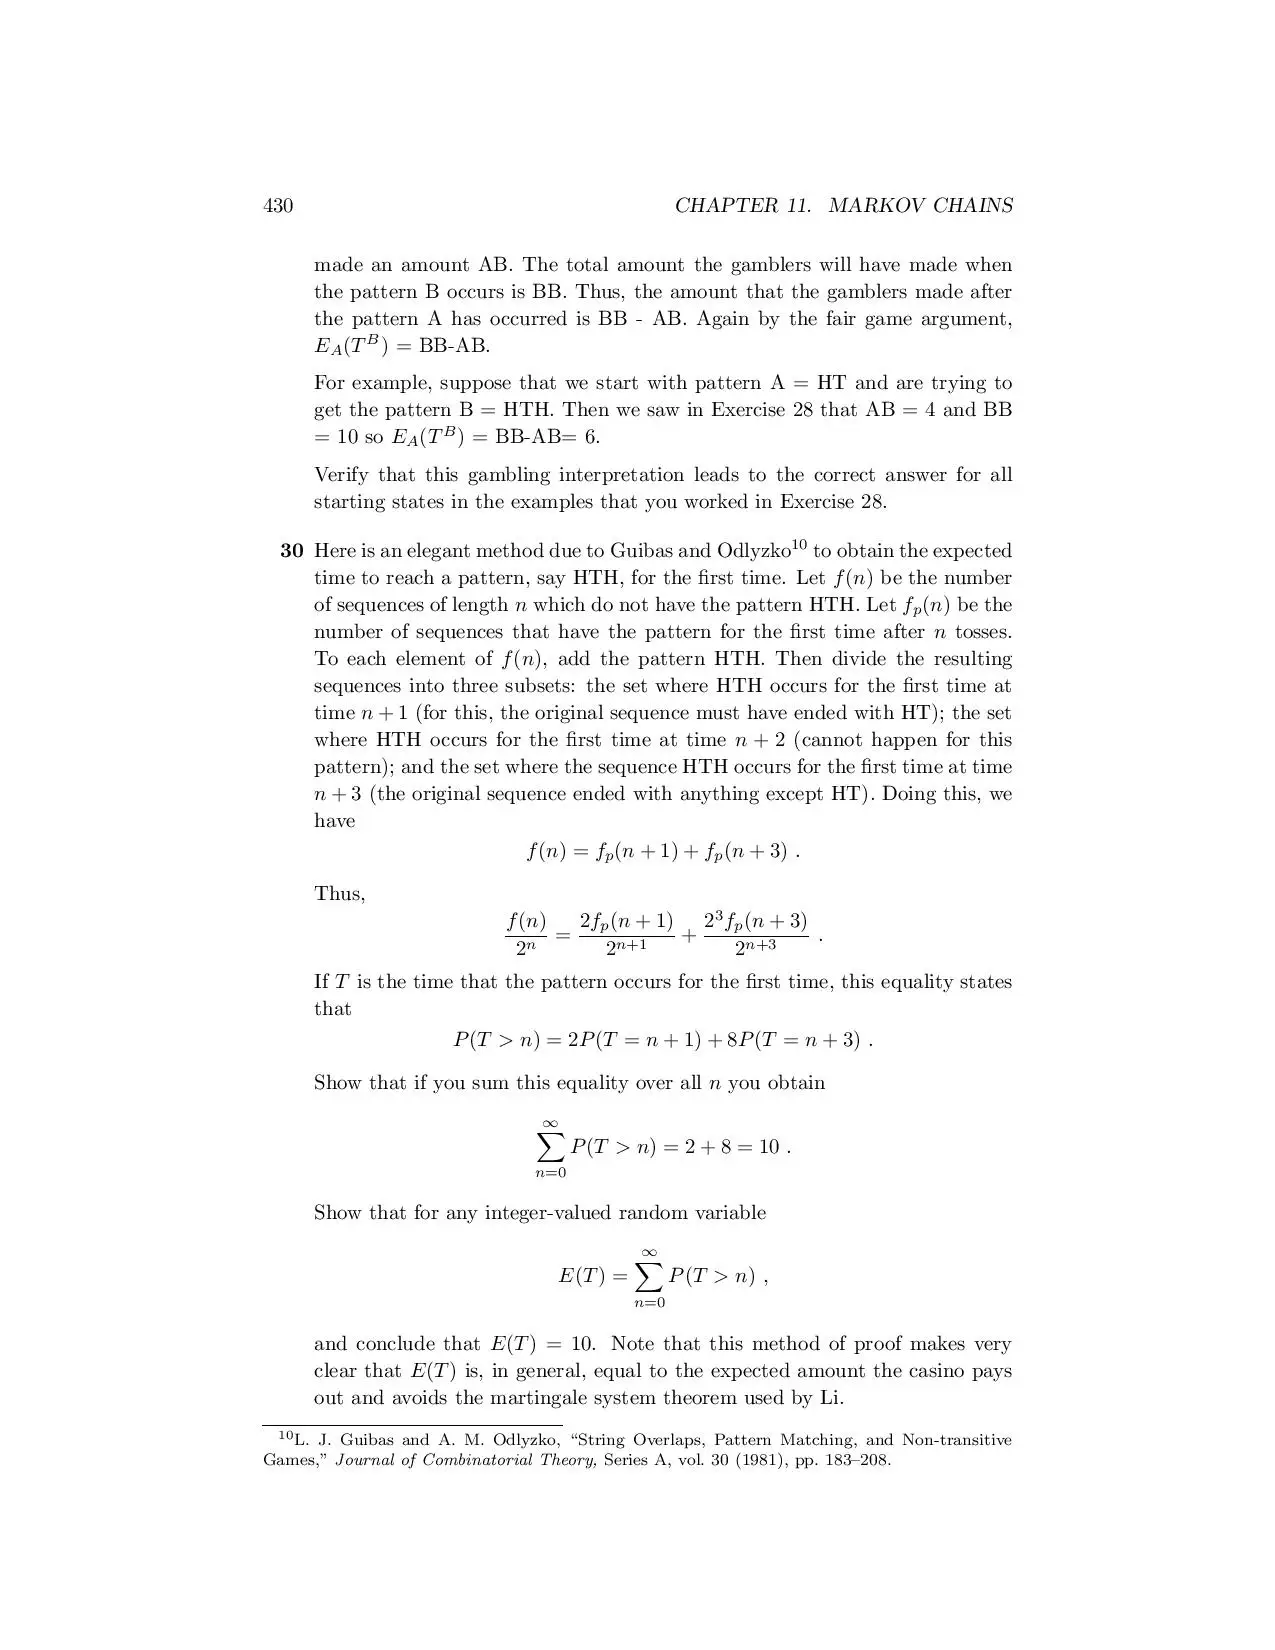 430 CHAPTER 11. MARKOV CHAINS
made an amount AB. The total amount the gamblers will have made when
the pattern B occurs is BB. Thus, the amount that the gamblers made after
the pattern A has occurred is BB - AB. Again by the fair game argument,
E_A(T^B) = BB-AB.
For example, suppose that we start with pattern A = HT and are trying to
get the pattern B = HTH. Then we saw in Exercise 28 that AB = 4 and BB
= 10 so E_A(T^B) = BB-AB= 6.
Verify that this gambling interpretation leads to the correct answer for all
starting states in the examples that you worked in Exercise 28.
30 Here is an elegant method due to Guibas and Odlyzko^10 to obtain the expected
time to reach a pattern, say HTH, for the first time. Let f(n) be the number
of sequences of length n which do not have the pattern HTH. Let f_p(n) be the
number of sequences that have the pattern for the first time after n tosses.
To each element of f(n), add the pattern HTH. Then divide the resulting
sequences into three subsets: the set where HTH occurs for the first time at
time n + 1 (for this, the original sequence must have ended with HT); the set
where HTH occurs for the first time at time n + 2 (cannot happen for this
pattern); and the set where the sequence HTH occurs for the first time at time
n + 3 (the original sequence ended with anything except HT). Doing this, we
have
f(n) = f_p(n + 1) + f_p(n + 3) .
Thus,
f(n)/2^n = 2f_p(n + 1)/2^{n+1} + 2^3 f_p(n + 3)/2^{n+3} .
If T is the time that the pattern occurs for the first time, this equality states
that
P(T > n) = 2P(T = n + 1) + 8P(T = n + 3) .
Show that if you sum this equality over all n you obtain
∑_{n=0}^∞ P(T > n) = 2 + 8 = 10 .
Show that for any integer-valued random variable
E(T) = ∑_{n=0}^∞ P(T > n) ,
and conclude that E(T) = 10. Note that this method of proof makes very
clear that E(T) is, in general, equal to the expected amount the casino pays
out and avoids the martingale system theorem used by Li.
^10L. J. Guibas and A. M. Odlyzko, “String Overlaps, Pattern Matching, and Non-transitive
Games,” Journal of Combinatorial Theory, Series A, vol. 30 (1981), pp. 183–208.